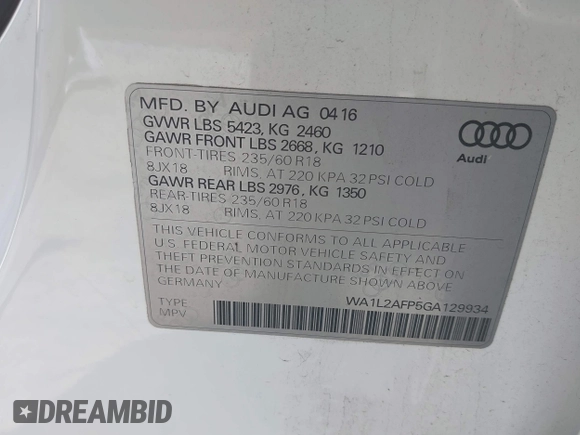 MFD. BY AUDI AG 04 16
GVWR LBS 5423, KG 2460
GAWR FRONT LBS 2668, KG 1210
FRONT-TIRES 235/60 R18
8JX18 RIMS, AT 220 KPA 32 PSI COLD
GAWR REAR LBS 2976, KG 1350
REAR-TIRES 235/60 R18
8JX18 RIMS, AT 220 KPA 32 PSI COLD
THIS VEHICLE CONFORMS TO ALL APPLICABLE
U.S. FEDERAL MOTOR VEHICLE SAFETY AND
THEFT PREVENTION STANDARDS IN EFFECT ON
THE DATE OF MANUFACTURE SHOWN ABOVE
GERMANY
TYPE
MPV
WA1L2AFP5GA129934
Audi
DREAMBID